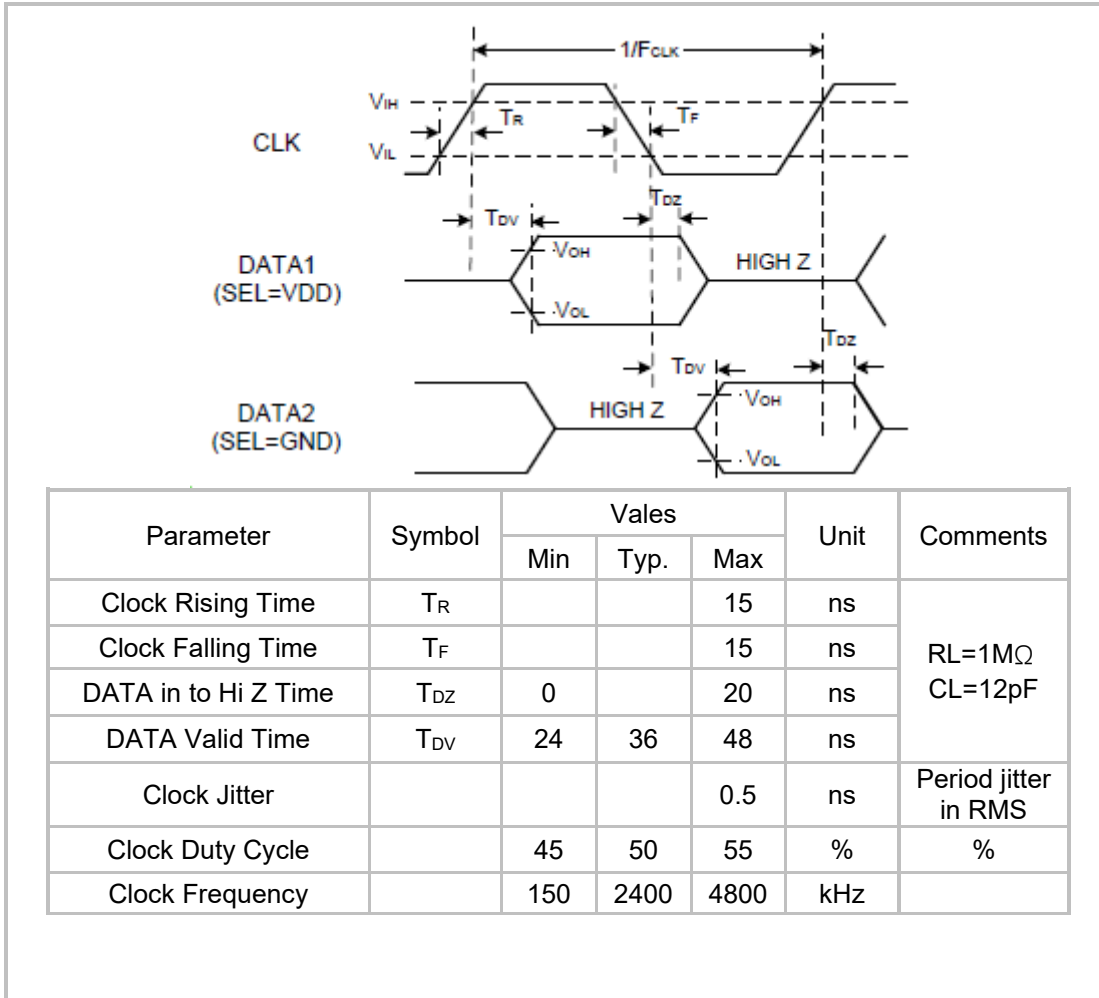 1/FCLK
VIH
TR
TF
CLK
VIL
TDZ
TDV
VOH
DATA1
HIGH Z
(SEL=VDD)
VOL
TDZ
TDV
VOH
DATA2
HIGH Z
(SEL=GND)
VOL
Parameter Symbol Vales Unit Comments
Min Typ. Max
Clock Rising Time TR 15 ns
Clock Falling Time TF 15 ns
RL=1MΩ
CL=12pF
DATA in to Hi Z Time TDZ 0 20 ns
DATA Valid Time TDV 24 36 48 ns
Clock Jitter 0.5 ns Period jitter
in RMS
Clock Duty Cycle 45 50 55 % %
Clock Frequency 150 2400 4800 kHz